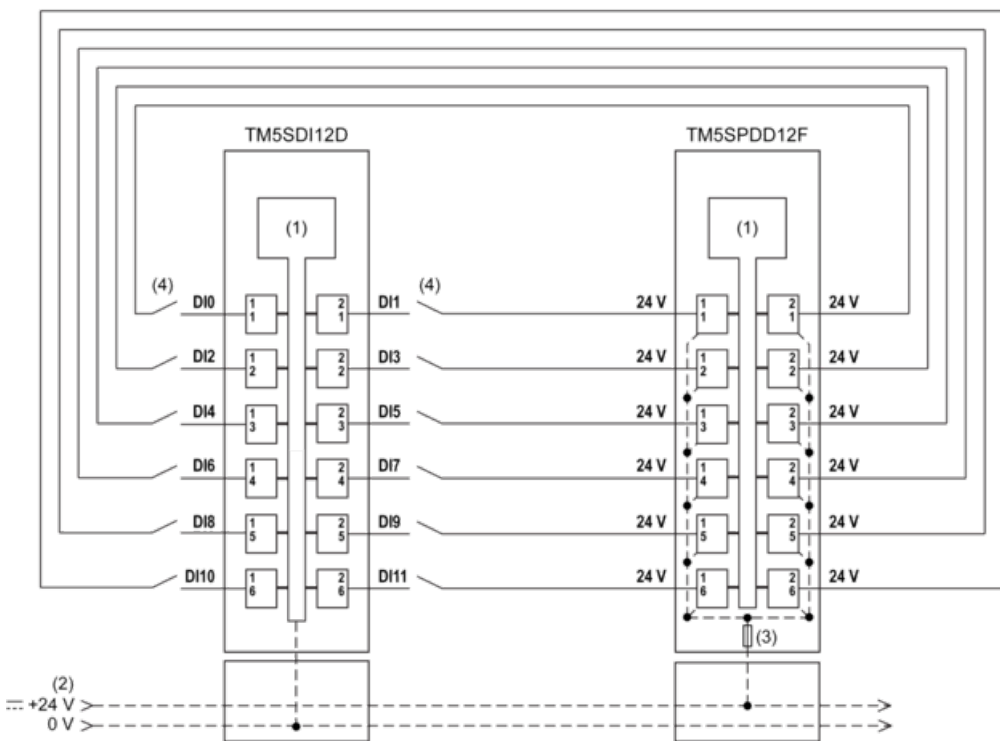 TM5SDI12D TM5SPDD12F
(1) (1)
(4) DI0 1 1 2 1 DI1 (4) 24 V 1 1 2 1 24 V
DI2 1 2 2 2 DI3 24 V 1 2 2 2 24 V
DI4 1 3 2 3 DI5 24 V 1 3 2 3 24 V
DI6 1 4 2 4 DI7 24 V 1 4 2 4 24 V
DI8 1 5 2 5 DI9 24 V 1 5 2 5 24 V
DI10 1 6 2 6 DI11 24 V 1 6 2 6 24 V
(3)
(2)
+24 V
0 V